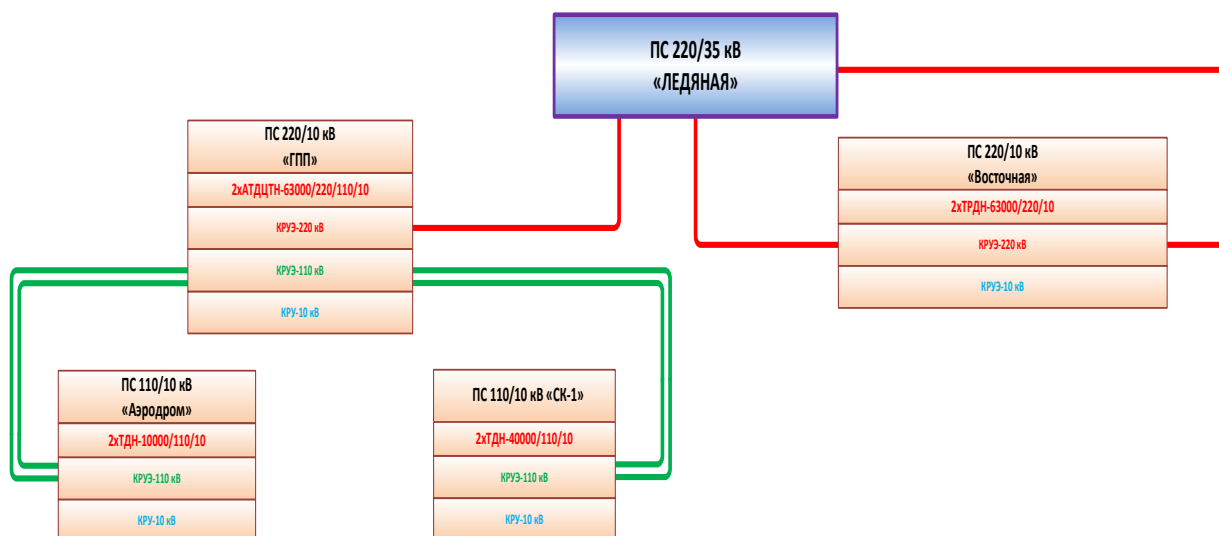 ПС 220/35 кВ
«ЛЕДЯНАЯ»
ПС 220/10 кВ
«ГПП»
2хАТДЦТН-63000/220/110/10
КРУЭ-220 кВ
КРУЭ-110 кВ
КРУ-10 кВ
ПС 220/10 кВ
«Восточная»
2хТРДН-63000/220/10
КРУЭ-220 кВ
КРУЭ-10 кВ
ПС 110/10 кВ
«Аэродром»
2хТДН-10000/110/10
КРУЭ-110 кВ
КРУ-10 кВ
ПС 110/10 кВ «СК-1»
2хТДН-40000/110/10
КРУЭ-110 кВ
КРУ-10 кВ